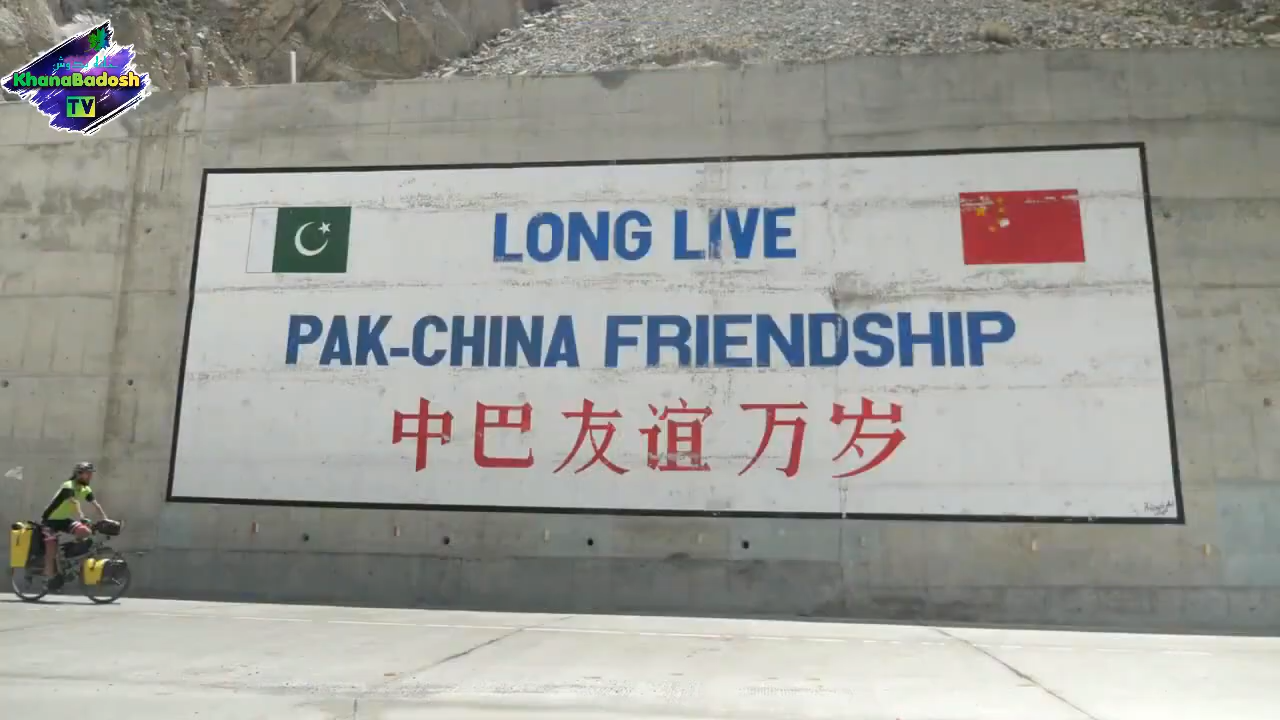 KhanaBadosh
TV
LONG LIVE
PAK-CHINA FRIENDSHIP
中巴友谊万岁